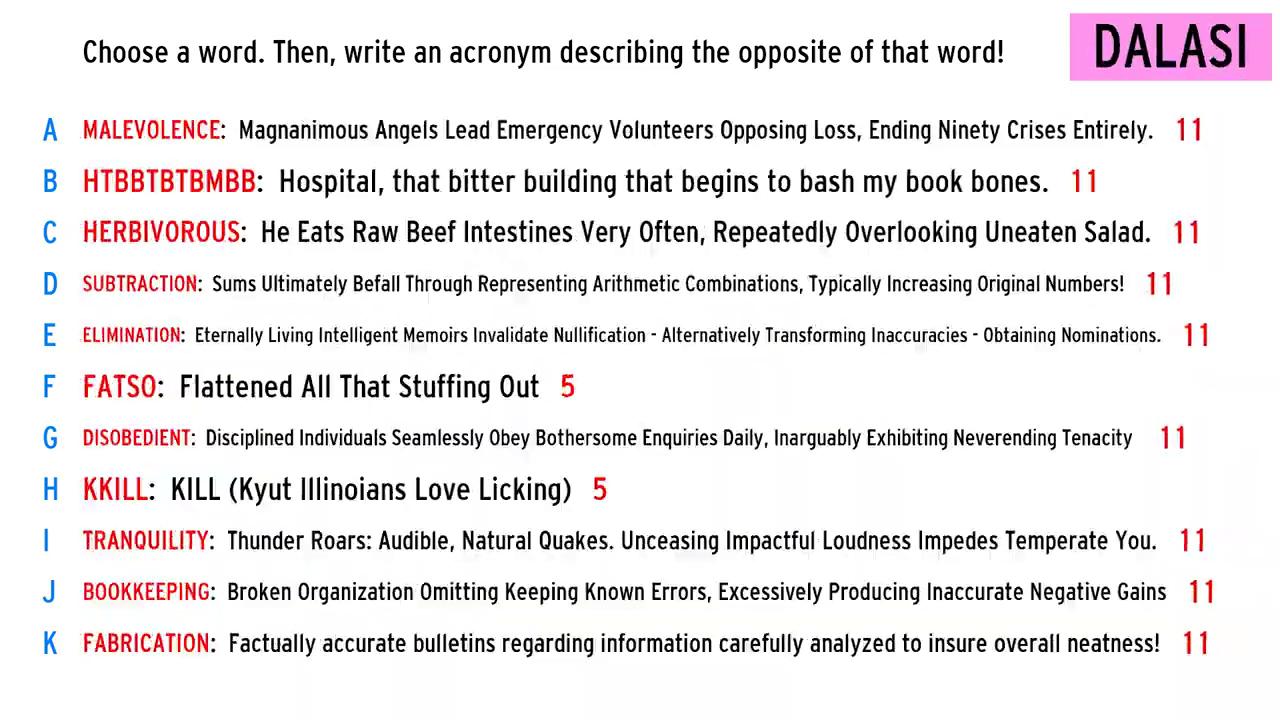 Choose a word. Then, write an acronym describing the opposite of that word!
DALASI
A MALEVOLENCE: Magnanimous Angels Lead Emergency Volunteers Opposing Loss, Ending Ninety Crises Entirely. 11
B HTBBTBTBMBB: Hospital, that bitter building that begins to bash my book bones. 11
C HERBIVOROUS: He Eats Raw Beef Intestines Very Often, Repeatedly Overlooking Uneaten Salad. 11
D SUBTRACTION: Sums Ultimately Befall Through Representing Arithmetic Combinations, Typically Increasing Original Numbers! 11
E ELIMINATION: Eternally Living Intelligent Memoirs Invalidate Nullification - Alternatively Transforming Inaccuracies - Obtaining Nominations. 11
F FATSO: Flattened All That Stuffing Out 5
G DISOBEDIENT: Disciplined Individuals Seamlessly Obey Bothersome Enquiries Daily, Inarguably Exhibiting Neverending Tenacity 11
H KKILL: KILL (Kyut Illinoians Love Licking) 5
I TRANQUILITY: Thunder Roars: Audible, Natural Quakes. Unceasing Impactful Loudness Impedes Temperate You. 11
J BOOKKEEPING: Broken Organization Omitting Keeping Known Errors, Excessively Producing Inaccurate Negative Gains 11
K FABRICATION: Factually accurate bulletins regarding information carefully analyzed to insure overall neatness! 11